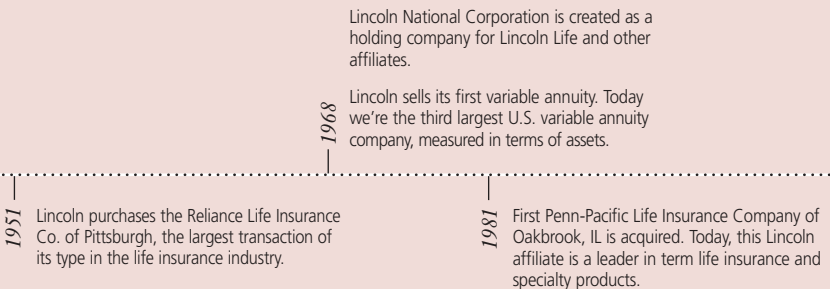 Lincoln National Corporation is created as a
holding company for Lincoln Life and other
affiliates.
Lincoln sells its first variable annuity. Today
we're the third largest U.S. variable annuity
company, measured in terms of assets.
1968
1951
Lincoln purchases the Reliance Life Insurance
Co. of Pittsburgh, the largest transaction of
its type in the life insurance industry.
1981
First Penn-Pacific Life Insurance Company of
Oakbrook, IL is acquired. Today, this Lincoln
affiliate is a leader in term life insurance and
specialty products.